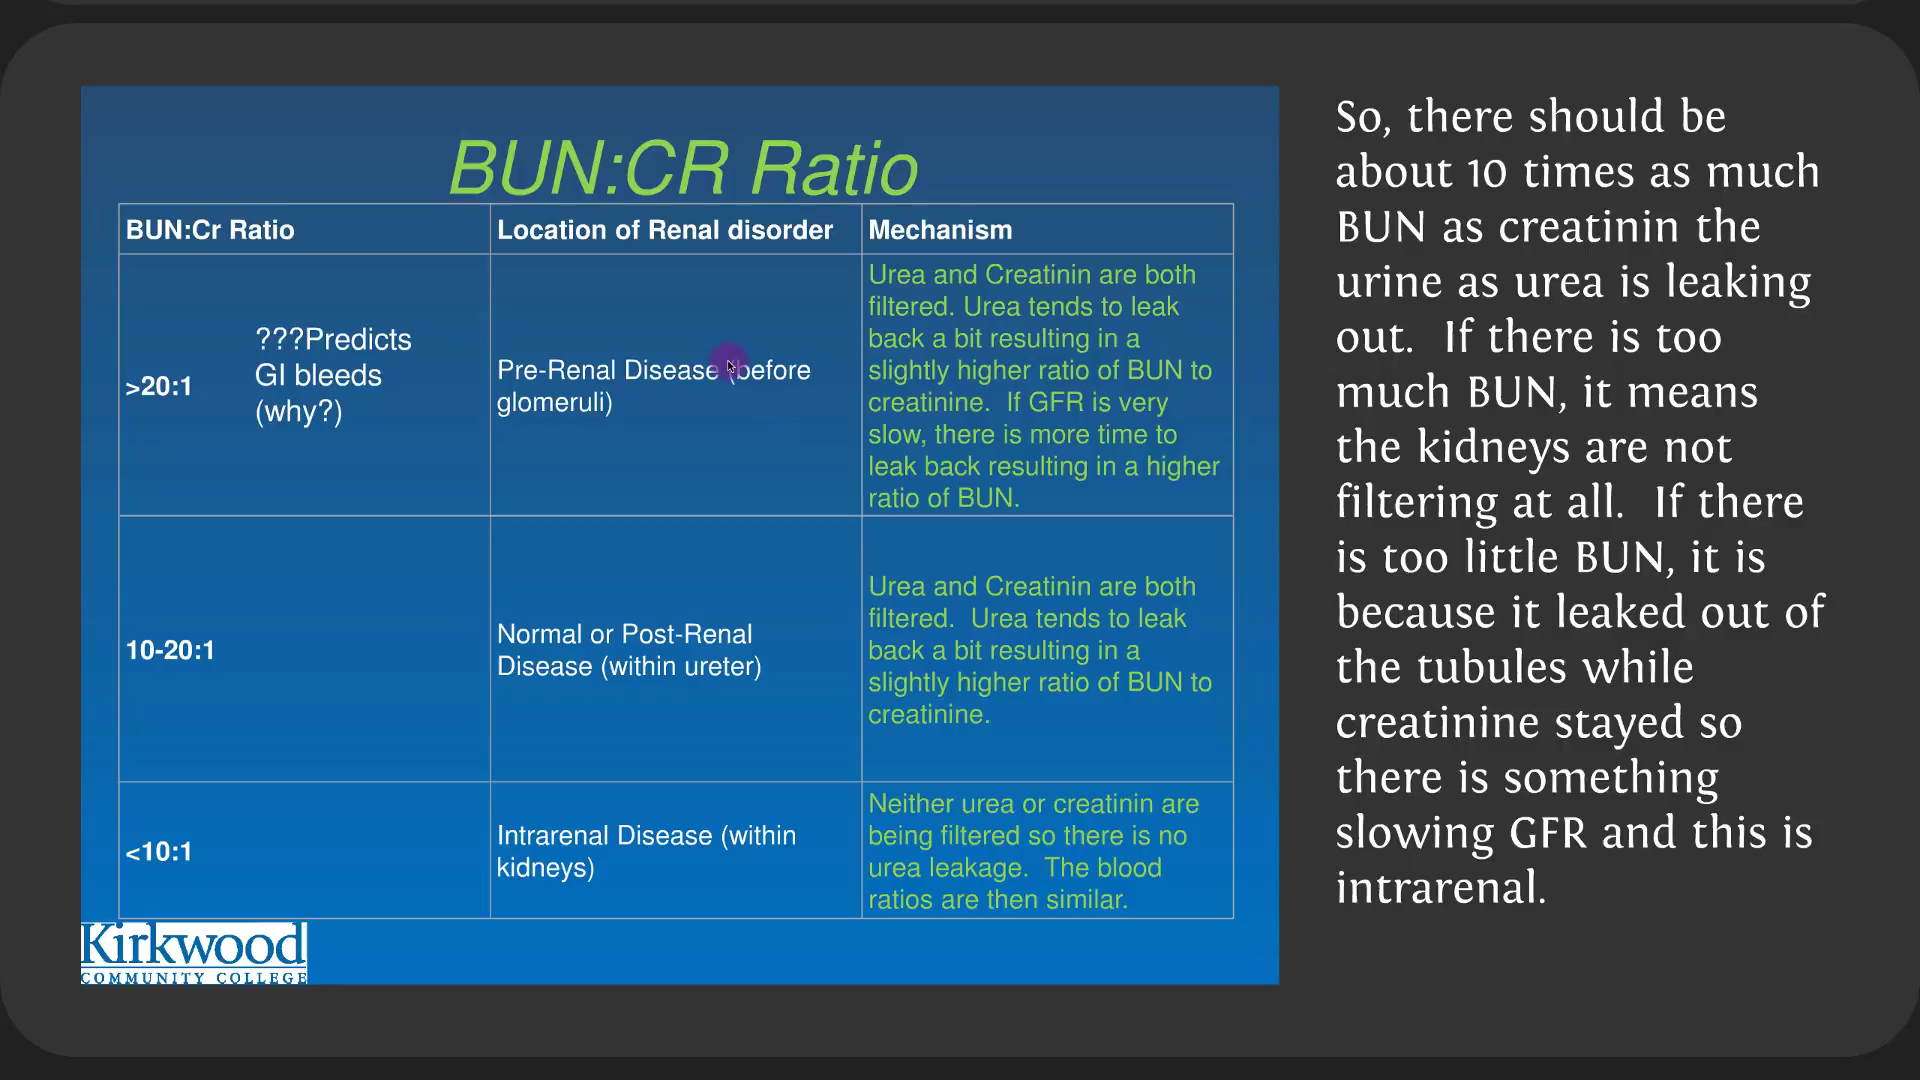 BUN:CR Ratio
BUN:Cr Ratio
Location of Renal disorder
Mechanism
>20:1
???Predicts
GI bleeds
(why?)
Pre-Renal Disease (before
glomeruli)
Urea and Creatinin are both
filtered. Urea tends to leak
back a bit resulting in a
slightly higher ratio of BUN to
creatinine.  If GFR is very
slow, there is more time to
leak back resulting in a higher
ratio of BUN.
10-20:1
Normal or Post-Renal
Disease (within ureter)
Urea and Creatinin are both
filtered.  Urea tends to leak
back a bit resulting in a
slightly higher ratio of BUN to
creatinine.
<10:1
Intrarenal Disease (within
kidneys)
Neither urea or creatinin are
being filtered so there is no
urea leakage.  The blood
ratios are then similar.
Kirkwood
COMMUNITY COLLEGE
So, there should be
about 10 times as much
BUN as creatinin the
urine as urea is leaking
out.  If there is too
much BUN, it means
the kidneys are not
filtering at all.  If there
is too little BUN, it is
because it leaked out of
the tubules while
creatinine stayed so
there is something
slowing GFR and this is
intrarenal.